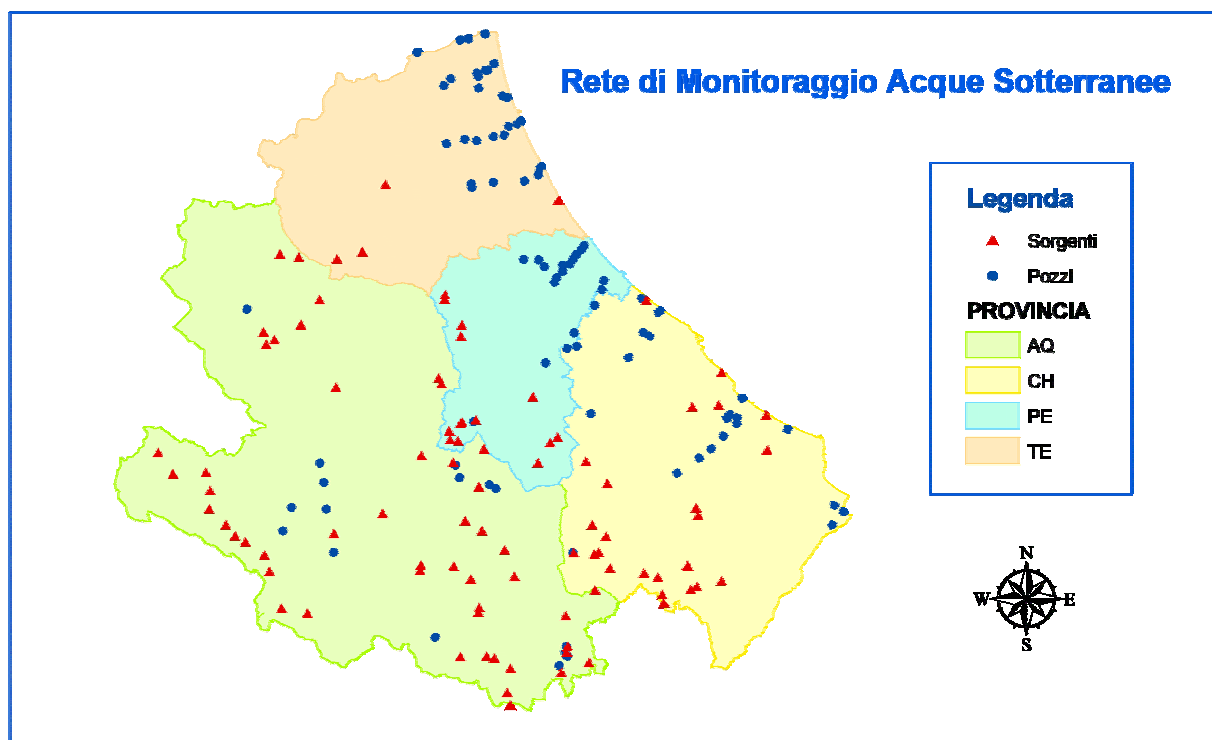 Rete di Monitoraggio Acque Sotterranee
Legenda
Sorgenti
Pozzi
PROVINCIA
AQ
CH
PE
TE
N
W E
S